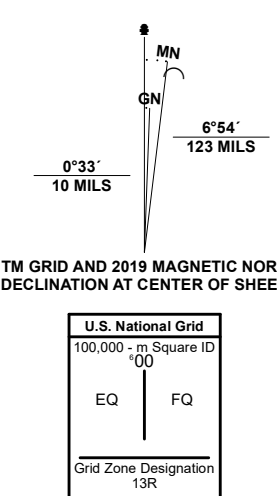 MN
GN
6°54´
123 MILS
0°33´
10 MILS
TM GRID AND 2019 MAGNETIC NOR
DECLINATION AT CENTER OF SHEE
U.S. National Grid
100,000 - m Square ID
⁶00
EQ FQ
Grid Zone Designation
13R